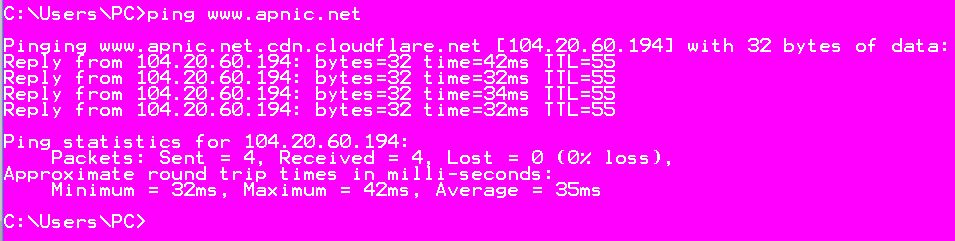 C:\Users\PC>ping www.apnic.net
Pinging www.apnic.net.cdn.cloudflare.net [104.20.60.194] with 32 bytes of data:
Reply from 104.20.60.194: bytes=32 time=42ms TTL=55
Reply from 104.20.60.194: bytes=32 time=32ms TTL=55
Reply from 104.20.60.194: bytes=32 time=34ms TTL=55
Reply from 104.20.60.194: bytes=32 time=32ms TTL=55
Ping statistics for 104.20.60.194:
    Packets: Sent = 4, Received = 4, Lost = 0 (0% loss),
Approximate round trip times in milli-seconds:
    Minimum = 32ms, Maximum = 42ms, Average = 35ms
C:\Users\PC>